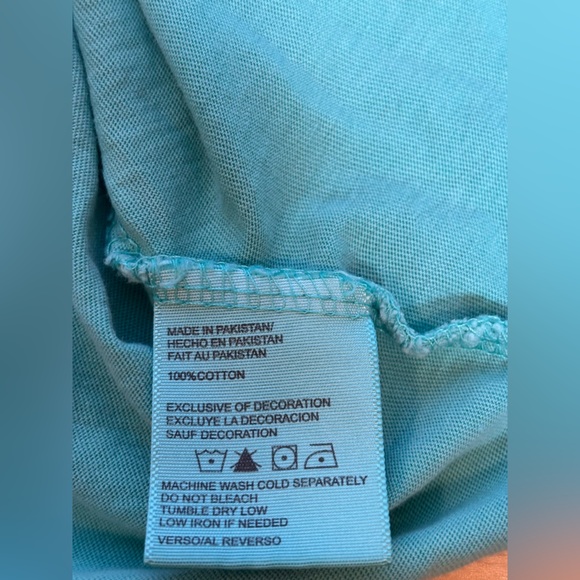 MADE IN PAKISTAN/
HECHO EN PAKISTAN
FAIT AU PAKISTAN
100%COTTON
EXCLUSIVE OF DECORATION
EXCLUYE LA DECORACION
SAUF DECORATION
MACHINE WASH COLD SEPARATELY
DO NOT BLEACH
TUMBLE DRY LOW
LOW IRON IF NEEDED
VERSO/AL REVERSO